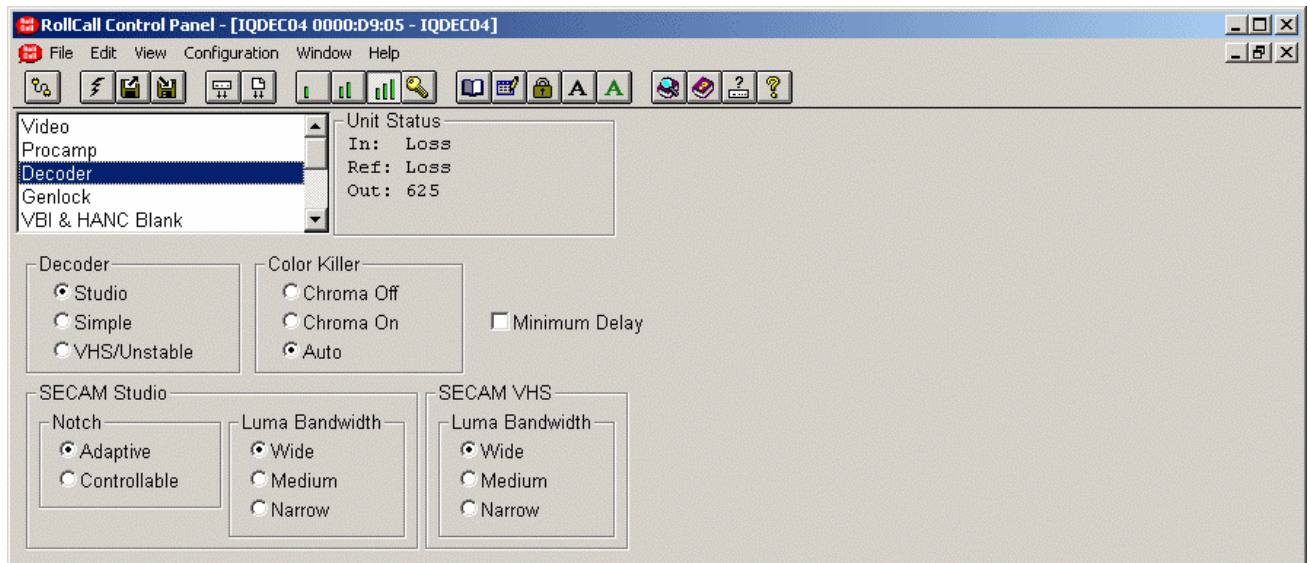 RollCall Control Panel - [IQDEC04 0000:D9:05 - IQDEC04]
File Edit View Configuration Window Help
A A ? ?
Video
Procamp
Decoder
Genlock
VBI & HANC Blank
Unit Status
In: Loss
Ref: Loss
Out: 625
Decoder
Studio
Simple
VHS/Unstable
Color Killer
Chroma Off
Chroma On
Auto
Minimum Delay
SECAM Studio
Notch
Adaptive
Controllable
Luma Bandwidth
Wide
Medium
Narrow
SECAM VHS
Luma Bandwidth
Wide
Medium
Narrow